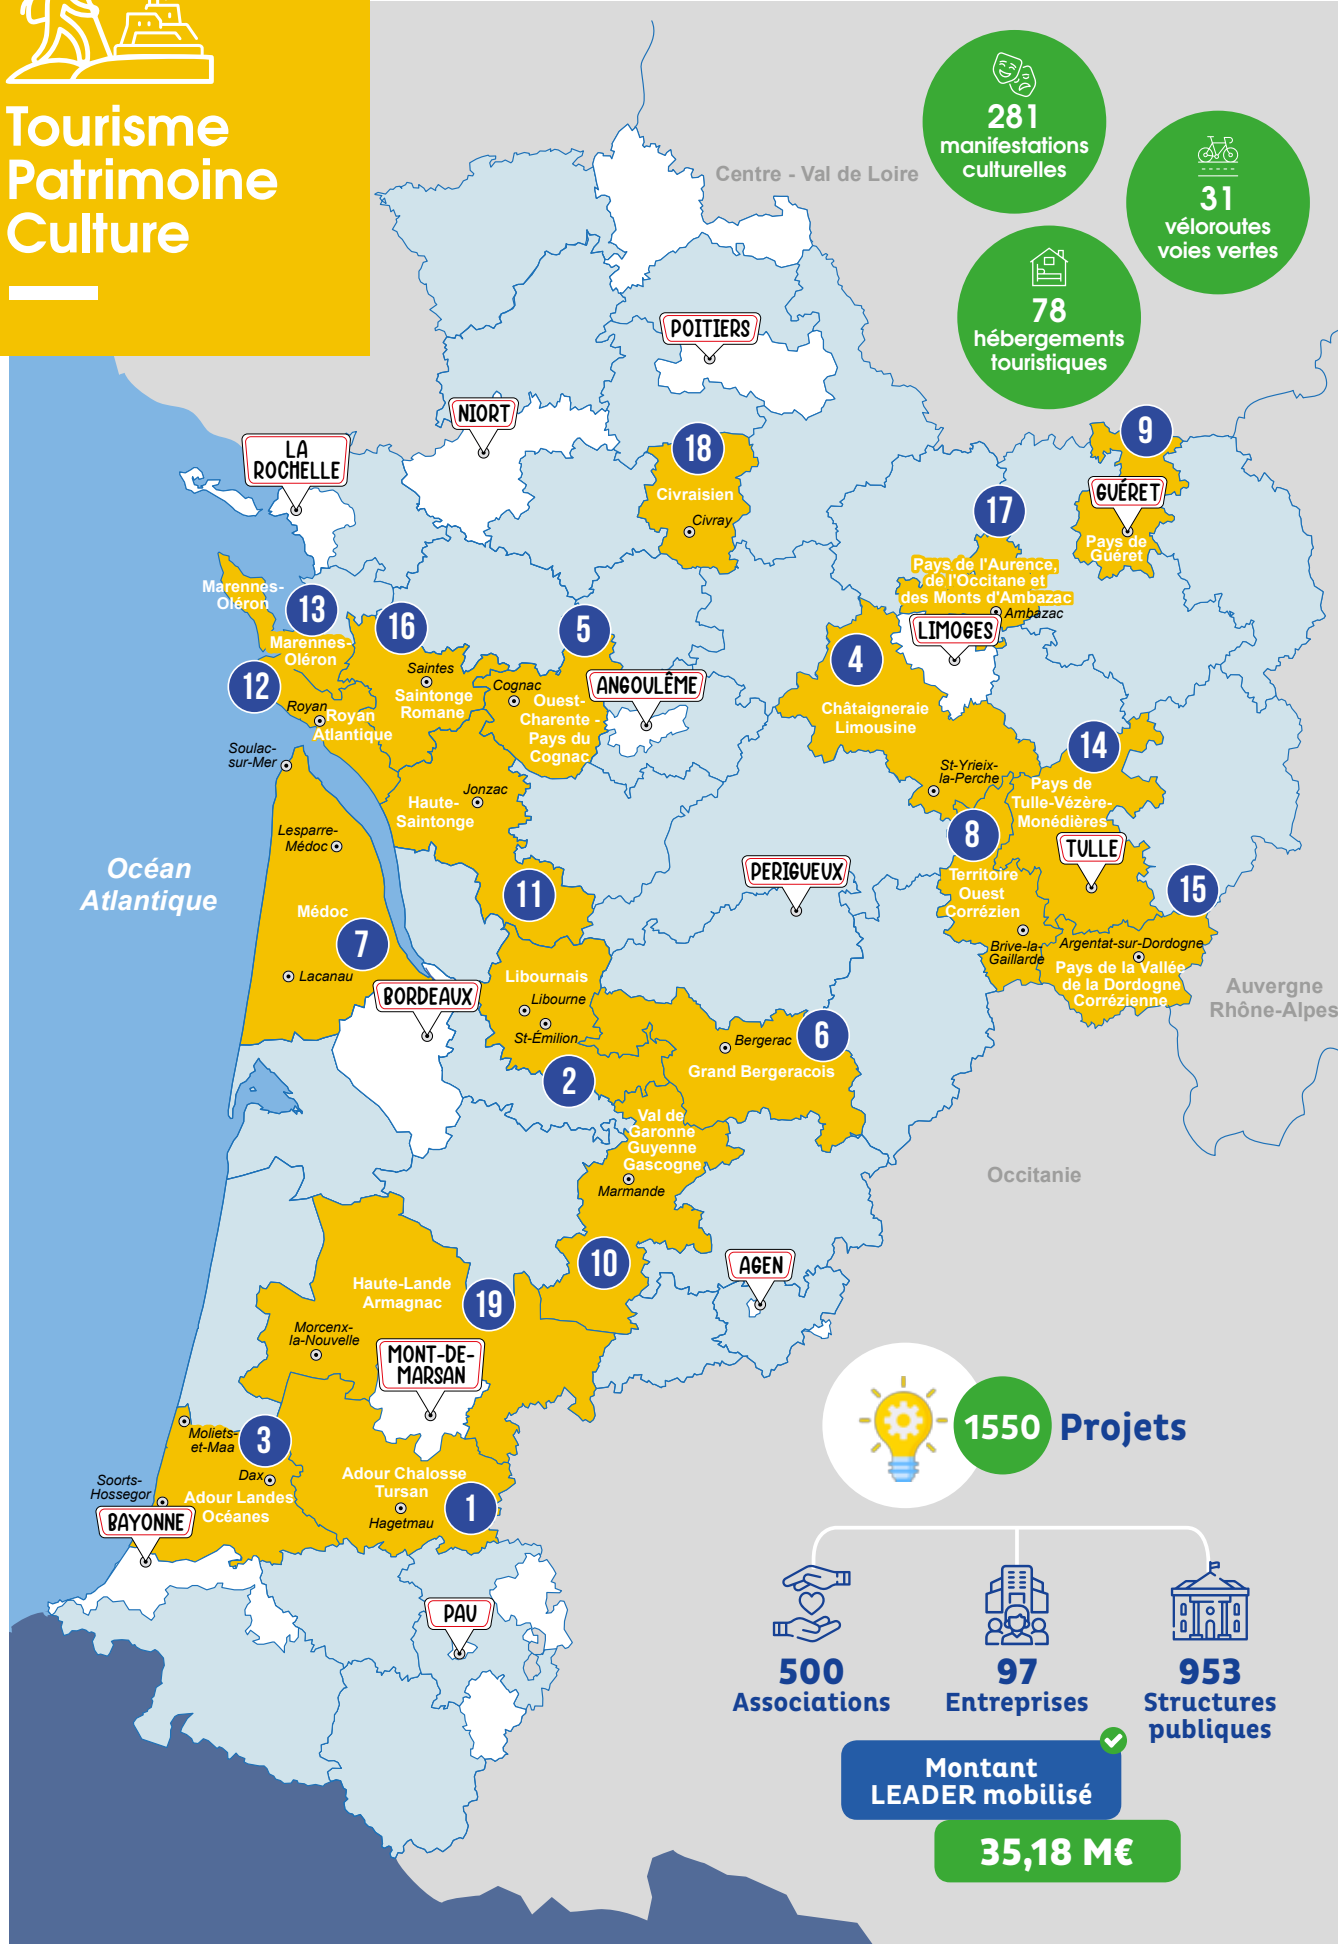 Tourisme
Patrimoine
Culture
281
manifestations
culturelles
31
véloroutes
voies vertes
78
hébergements
touristiques
Centre - Val de Loire
POITIERS
NIORT
LA
ROCHELLE
18
Civraisien
Civray
9
GUÉRET
Pays de
Guéret
17
Pays de l'Aurence,
de l'Occitane et
des Monts d'Ambazac
Ambazac
LIMOGES
Marennes-
Oléron
13
Marennes-
Oléron
16
Saintes
Saintonge
Romane
5
Cognac
Ouest-
Charente -
Pays du
Cognac
ANGOULÊME
4
Châtaigneraie
Limousine
12
Royan
Royan
Atlantique
Soulac-
sur-Mer
Jonzac
Haute-
Saintonge
St-Yrieix-
la-Perche
14
Pays de
Tulle-Vézère-
Monédières
TULLE
8
Territoire
Ouest
Corrézien
Brive-la-
Gaillarde
15
Argentat-sur-Dordogne
Pays de la Vallée
de la Dordogne
Corrézienne
Auvergne
Rhône-Alpes
Océan
Atlantique
Lesparre-
Médoc
Médoc
7
Lacanau
11
PERIGUEUX
BORDEAUX
Libournais
Libourne
St-Émilion
2
Bergerac
6
Grand Bergeracois
Val de
Garonne
Guyenne
Gascogne
Marmande
10
Occitanie
AGEN
Haute-Lande
Armagnac
19
Morcenx-
la-Nouvelle
MONT-DE-
MARSAN
Moliets-
et-Maa
3
Dax
Soorts-
Hossegor
Adour Landes
Océanes
BAYONNE
Adour Chalosse
Tursan
1
Hagetmau
PAU
1550 Projets
500
Associations
97
Entreprises
953
Structures
publiques
Montant
LEADER mobilisé
35,18 M€